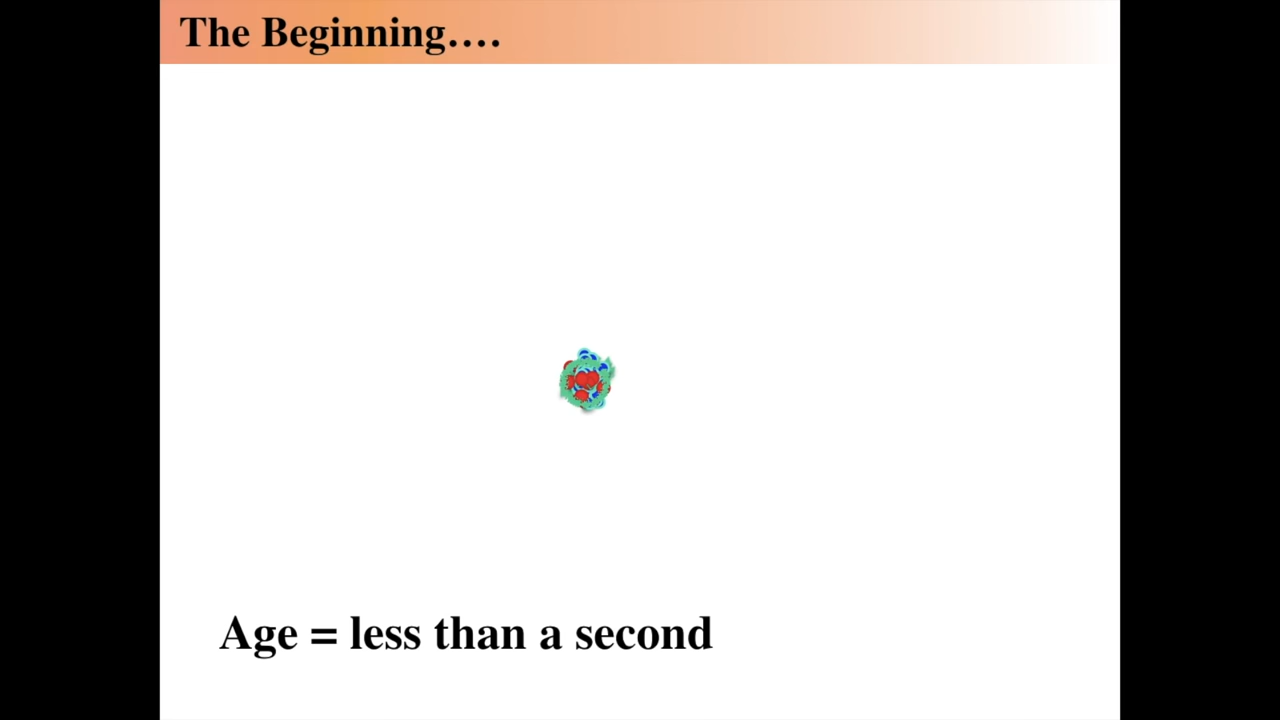 The Beginning….
Age = less than a second